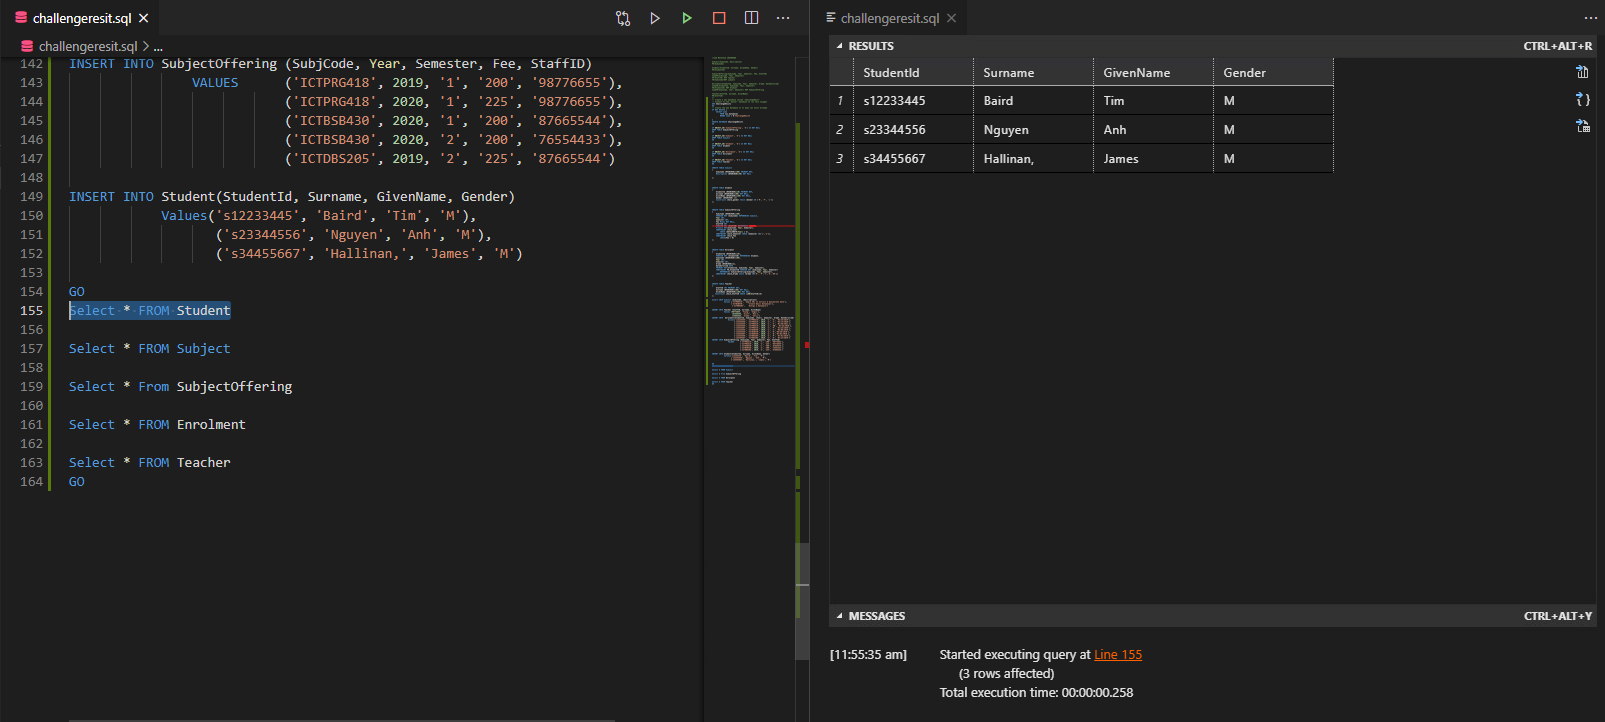 challengeresit.sql
challengeresit.sql > ...
142 INSERT INTO SubjectOffering (SubjCode, Year, Semester, Fee, StaffID)
143 VALUES ('ICTPRG418', 2019, '1', '200', '98776655'),
144 ('ICTPRG418', 2020, '1', '225', '98776655'),
145 ('ICTBSB430', 2020, '1', '200', '87665544'),
146 ('ICTBSB430', 2020, '2', '200', '76554433'),
147 ('ICTDBS205', 2019, '2', '225', '87665544')
148
149 INSERT INTO Student(StudentId, Surname, GivenName, Gender)
150 Values('s12233445', 'Baird', 'Tim', 'M'),
151 ('s23344556', 'Nguyen', 'Anh', 'M'),
152 ('s34455667', 'Hallinan,', 'James', 'M')
153
154 GO
155 Select * FROM Student
156
157 Select * FROM Subject
158
159 Select * From SubjectOffering
160
161 Select * FROM Enrolment
162
163 Select * FROM Teacher
164 GO
challengeresit.sql
RESULTS CTRL+ALT+R
StudentId Surname GivenName Gender
1 s12233445 Baird Tim M
2 s23344556 Nguyen Anh M
3 s34455667 Hallinan, James M
MESSAGES CTRL+ALT+Y
[11:55:35 am] Started executing query at Line 155
(3 rows affected)
Total execution time: 00:00:00.258